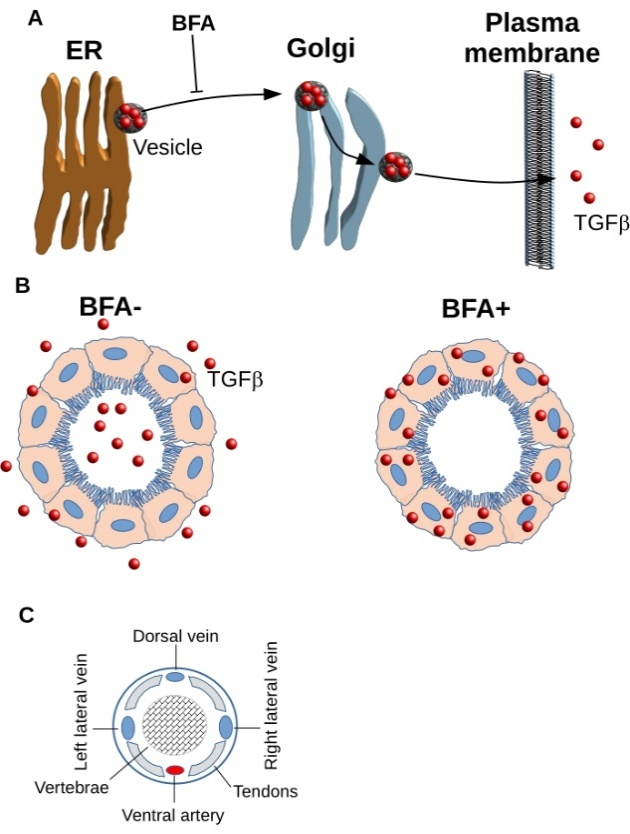 A
BFA
ER
Golgi
Plasma
membrane
Vesicle
TGFβ
B
BFA-
BFA+
TGFβ
C
Dorsal vein
Left lateral vein
Right lateral vein
Vertebrae
Tendons
Ventral artery